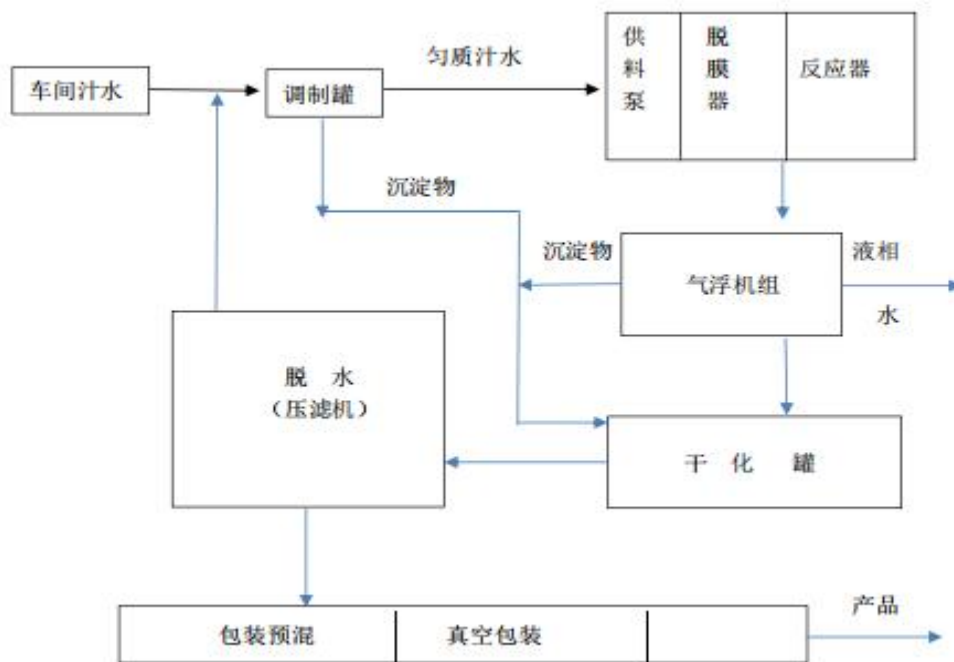 车间汁水
调制罐
匀质汁水
供料泵
脱膜器
反应器
沉淀物
沉淀物
气浮机组
液相
水
脱 水
（压滤机）
干 化 罐
包装预混
真空包装
产品